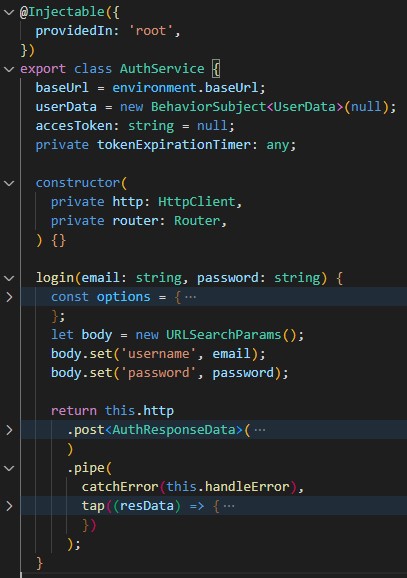 @Injectable({
  providedIn: 'root',
})
export class AuthService {
  baseUrl = environment.baseUrl;
  userData = new BehaviorSubject<UserData>(null);
  accesToken: string = null;
  private tokenExpirationTimer: any;

  constructor(
    private http: HttpClient,
    private router: Router,
  ) {}

  login(email: string, password: string) {
    const options = { ⋯
    };
    let body = new URLSearchParams();
    body.set('username', email);
    body.set('password', password);

    return this.http
      .post<AuthResponseData>( ⋯
      )
      .pipe(
        catchError(this.handleError),
        tap((resData) => { ⋯
        })
      );
  }